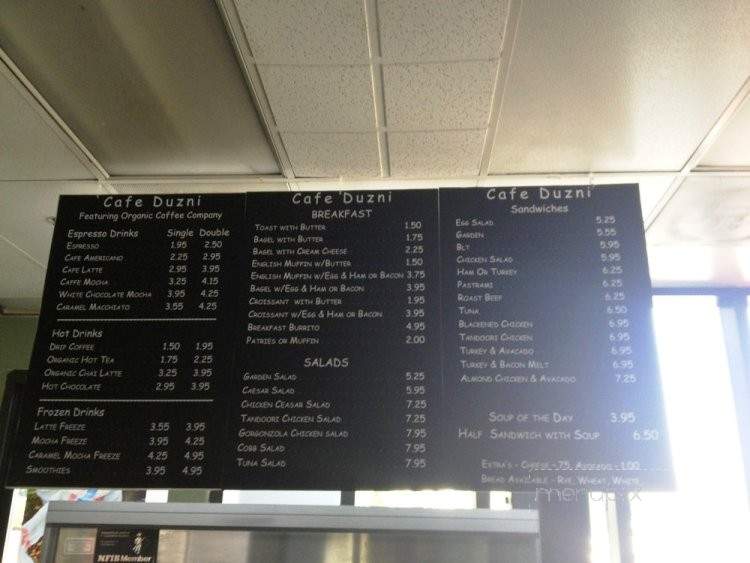 Cafe Duzni
Featuring Organic Coffee Company
Espresso Drinks Single Double
Espresso 1.95 2.50
Cafe Americano 2.25 2.95
Cafe Latte 2.95 3.95
Caffe Mocha 3.25 4.15
White Chocolate Mocha 3.95 4.25
Caramel Macchiato 3.55 4.25
Hot Drinks
Drip Coffee 1.50 1.95
Organic Hot Tea 1.75 2.25
Organic Chai Latte 3.25 3.95
Hot Chocolate 2.95 3.95
Frozen Drinks
Latte Freeze 3.55 3.95
Mocha Freeze 3.95 4.25
Caramel Mocha Freeze 4.25 4.95
Smoothies 3.95 4.95
Cafe Duzni
BREAKFAST
Toast with Butter 1.50
Bagel with Butter 1.75
Bagel with Cream Cheese 2.25
English Muffin w/Butter 1.50
English Muffin w/Egg & Ham or Bacon 3.75
Bagel w/Egg & Ham or Bacon 3.95
Croissant with Butter 1.95
Croissant w/Egg & Ham or Bacon 3.95
Breakfast Burrito 4.95
Patries or Muffin 2.00
SALADS
Garden Salad 5.25
Caesar Salad 5.95
Chicken Ceasar Salad 7.25
Tandoori Chicken Salad 7.25
Gorgonzola Chicken salad 7.95
Cobb Salad 7.95
Tuna Salad 7.95
Cafe Duzni
Sandwiches
Egg Salad 5.25
Garden 5.55
Blt 5.95
Chicken Salad 5.95
Ham Or Turkey 6.25
Pastrami 6.25
Roast Beef 6.25
Tuna 6.50
Blackened Chicken 6.95
Tandoori Chicken 6.95
Turkey & Avacado 6.95
Turkey & Bacon Melt 6.95
Almond Chicken & Avacado 7.25
Soup of the Day 3.95
Half Sandwich with Soup 6.50
Extra's - Cheese - .75, Avocado - 1.00
Bread Available - Rye, Wheat, White
menupix
NFIB Member